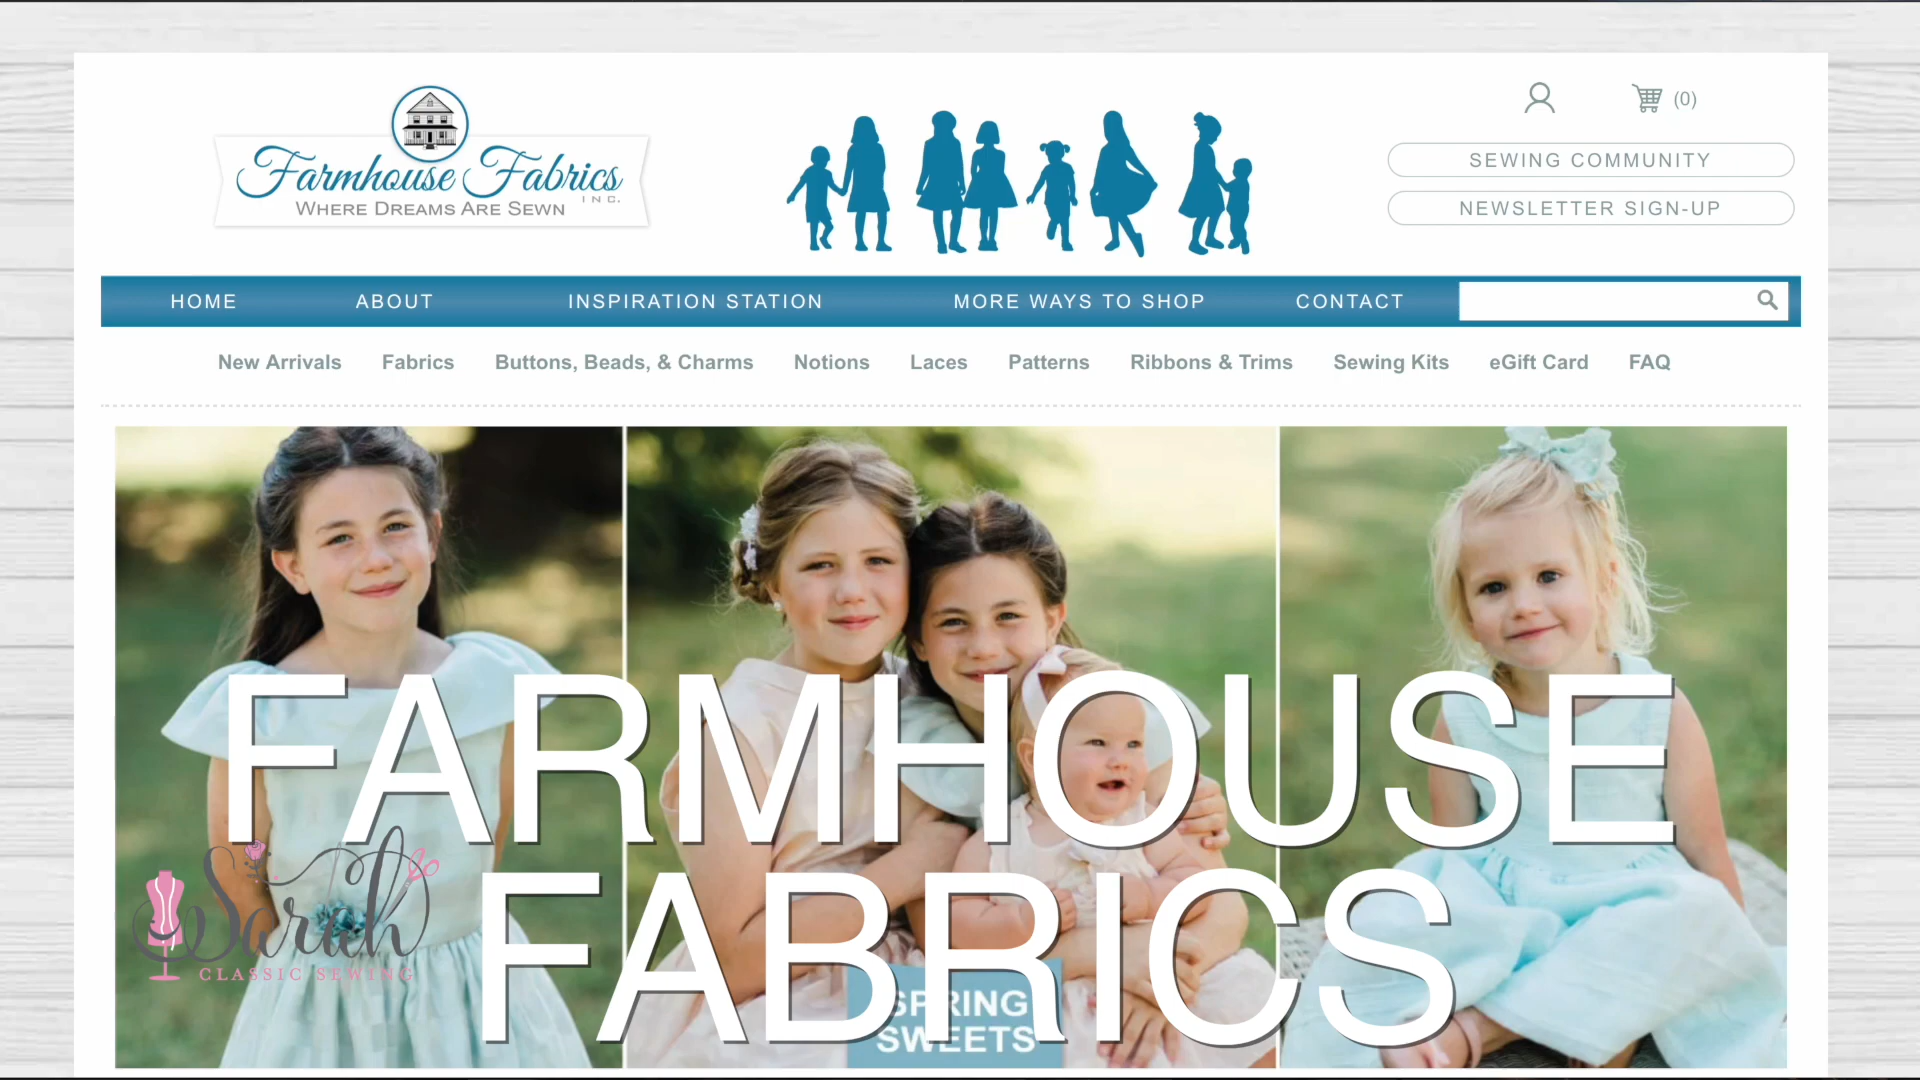 Farmhouse Fabrics
INC.
WHERE DREAMS ARE SEWN
(0)
SEWING COMMUNITY
NEWSLETTER SIGN-UP
HOME ABOUT INSPIRATION STATION MORE WAYS TO SHOP CONTACT
New Arrivals Fabrics Buttons, Beads, & Charms Notions Laces Patterns Ribbons & Trims Sewing Kits eGift Card FAQ
FARMHOUSE
FABRICS
Sarah
CLASSIC SEWING
SPRING
SWEETS